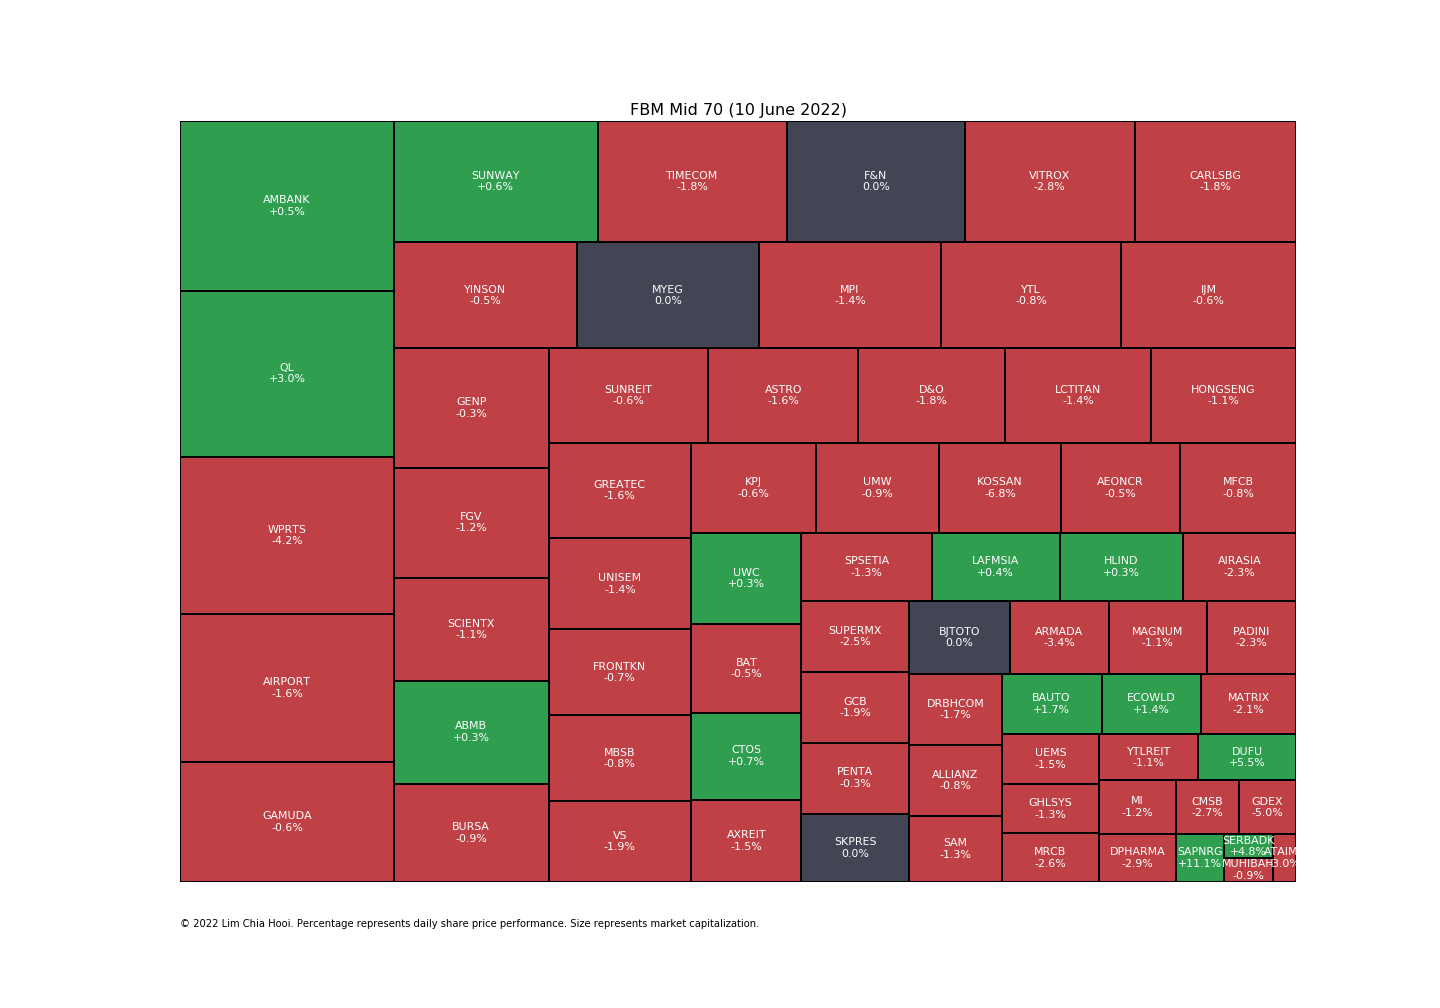 FBM Mid 70 (10 June 2022)
AMBANK
+0.5%
QL
+3.0%
WPRTS
-4.2%
AIRPORT
-1.6%
GAMUDA
-0.6%
SUNWAY
+0.6%
TIMECOM
-1.8%
F&N
0.0%
VITROX
-2.8%
CARLSBG
-1.8%
YINSON
-0.5%
MYEG
0.0%
MPI
-1.4%
YTL
-0.8%
IJM
-0.6%
GENP
-0.3%
FGV
-1.2%
SCIENTX
-1.1%
ABMB
+0.3%
BURSA
-0.9%
SUNREIT
-0.6%
ASTRO
-1.6%
D&O
-1.8%
LCTITAN
-1.4%
HONGSENG
-1.1%
GREATEC
-1.6%
UNISEM
-1.4%
FRONTKN
-0.7%
MBSB
-0.8%
VS
-1.9%
KPJ
-0.6%
UMW
-0.9%
KOSSAN
-6.8%
AEONCR
-0.5%
MFCB
-0.8%
UWC
+0.3%
BAT
-0.5%
CTOS
+0.7%
AXREIT
-1.5%
SPSETIA
-1.3%
LAFMSIA
+0.4%
HLIND
+0.3%
AIRASIA
-2.3%
SUPERMX
-2.5%
GCB
-1.9%
PENTA
-0.3%
SKPRES
0.0%
BJTOTO
0.0%
ARMADA
-3.4%
MAGNUM
-1.1%
PADINI
-2.3%
DRBHCOM
-1.7%
ALLIANZ
-0.8%
SAM
-1.3%
BAUTO
+1.7%
ECOWLD
+1.4%
MATRIX
-2.1%
UEMS
-1.5%
GHLSYS
-1.3%
MRCB
-2.6%
YTLREIT
-1.1%
DUFU
+5.5%
MI
-1.2%
CMSB
-2.7%
GDEX
-5.0%
DPHARMA
-2.9%
SAPNRG
+11.1%
SERBADK
+4.8%
MUHIBAH
-0.9%
© 2022 Lim Chia Hooi. Percentage represents daily share price performance. Size represents market capitalization.